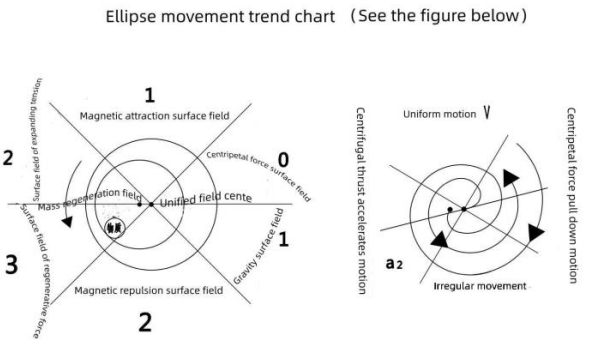 Ellipse movement trend chart （See the figure below）
1
Magnetic attraction surface field
Surface field of expanding tension
2
Centripetal force surface field
0
Mass regeneration field
Unified field cente
物质
Surface field of regenerative force
3
Gravity surface field
1
Magnetic repulsion surface field
2
Centrifugal thrust accelerates motion
Uniform motion V
Centripetal force pull down motion
a2
Irregular movement